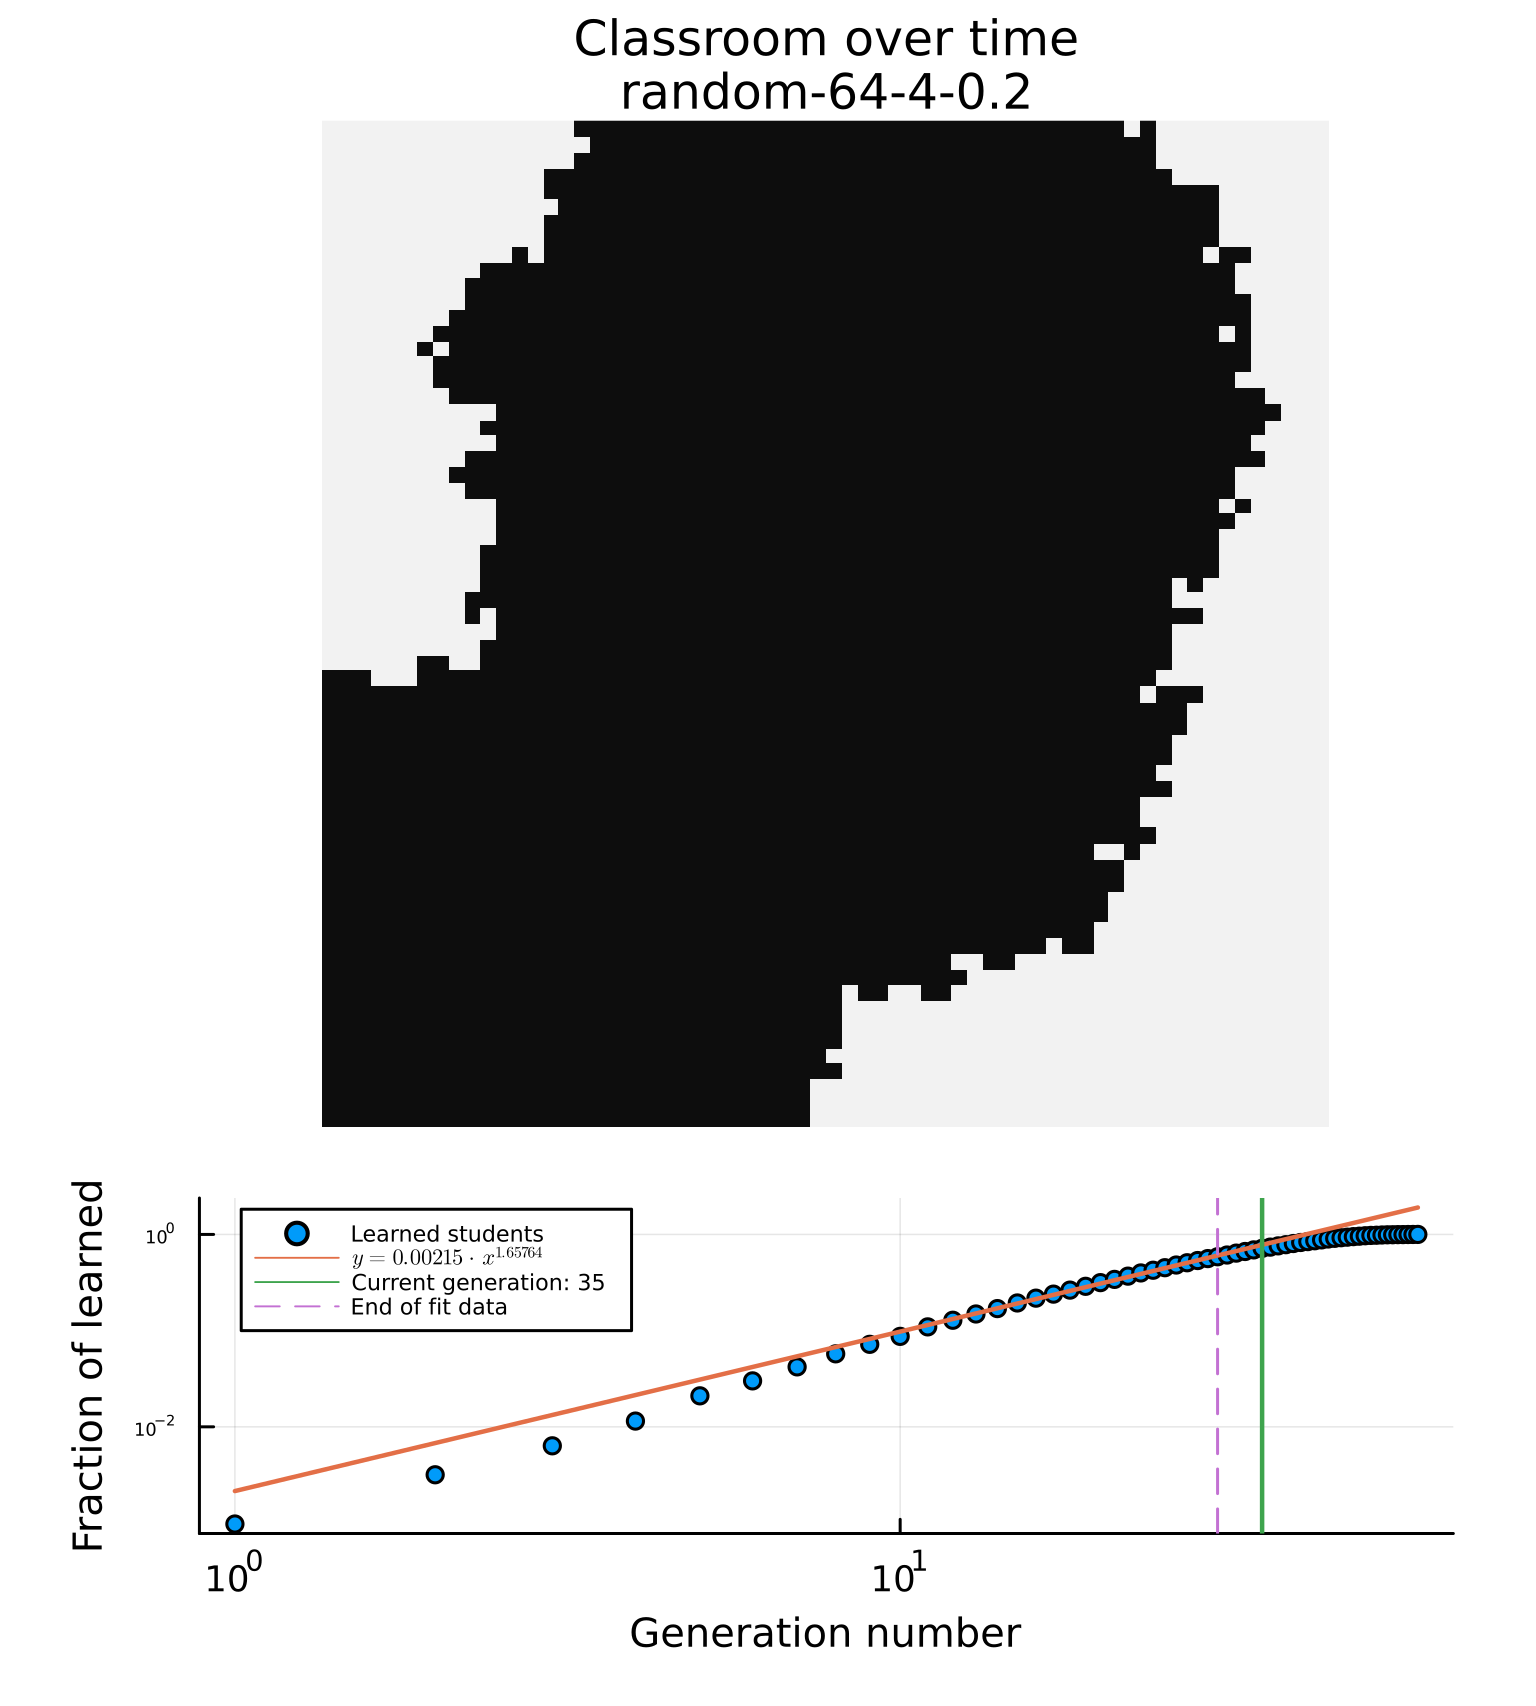 Classroom over time
random-64-4-0.2
Fraction of learned
10⁰
10⁻²
Learned students
y = 0.00215 · x¹·⁶⁵⁷⁶⁴
Current generation: 35
End of fit data
10⁰
10¹
Generation number